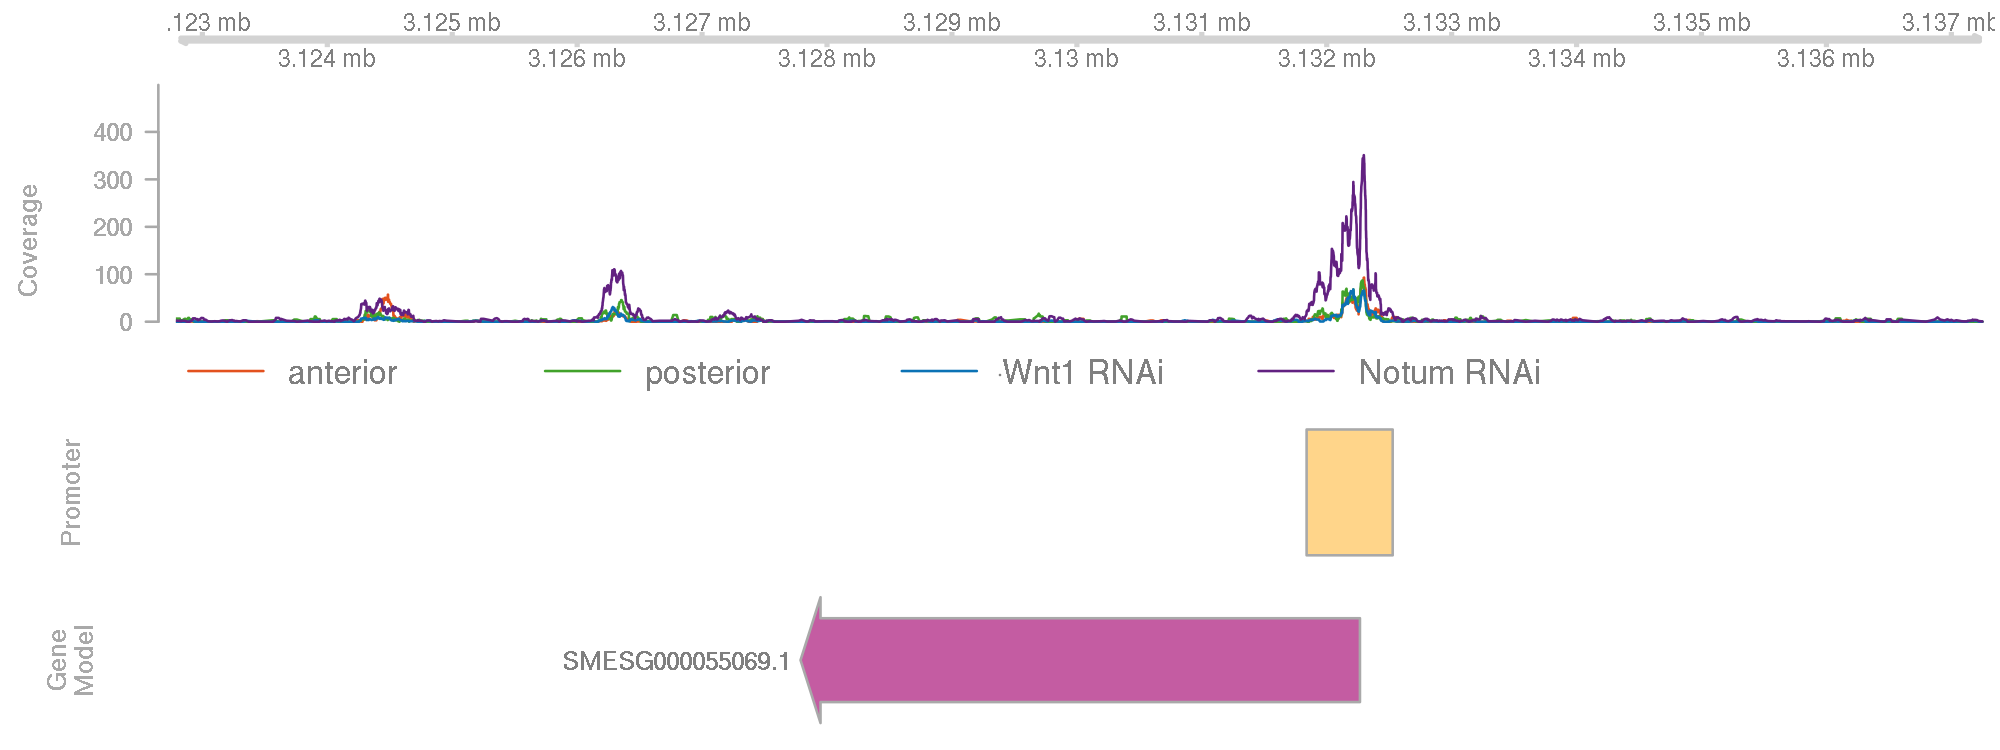 .123 mb 3.125 mb 3.127 mb 3.129 mb 3.131 mb 3.133 mb 3.135 mb 3.137 mb
3.124 mb 3.126 mb 3.128 mb 3.13 mb 3.132 mb 3.134 mb 3.136 mb
Coverage
400
300
200
100
0
anterior posterior Wnt1 RNAi Notum RNAi
Promoter
Gene
Model
SMESG000055069.1